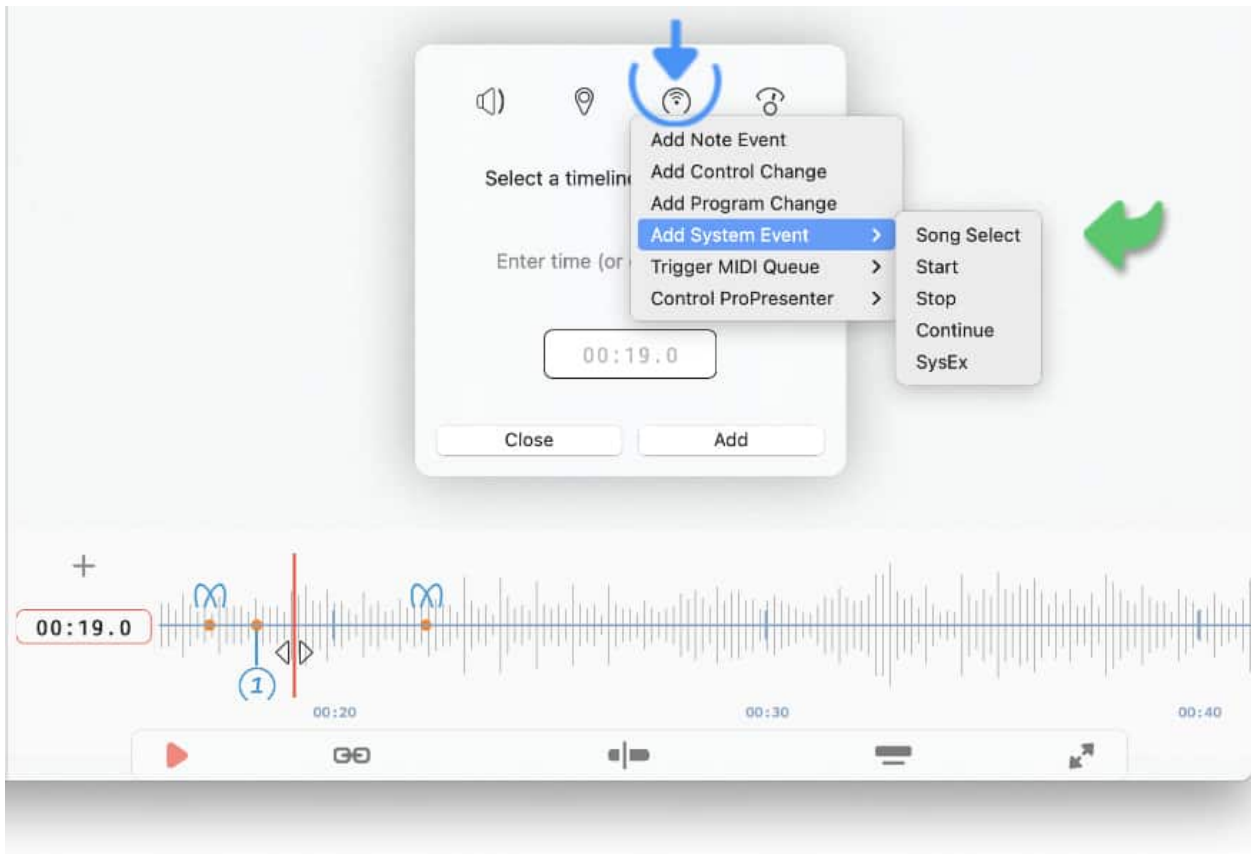 Add Note Event
Add Control Change
Select a timelin
Add Program Change
Add System Event
Song Select
Enter time (or
Trigger MIDI Queue
Start
Control ProPresenter
Stop
Continue
SysEx
00:19.0
Close
Add
00:19.0
1
00:20
00:30
00:40